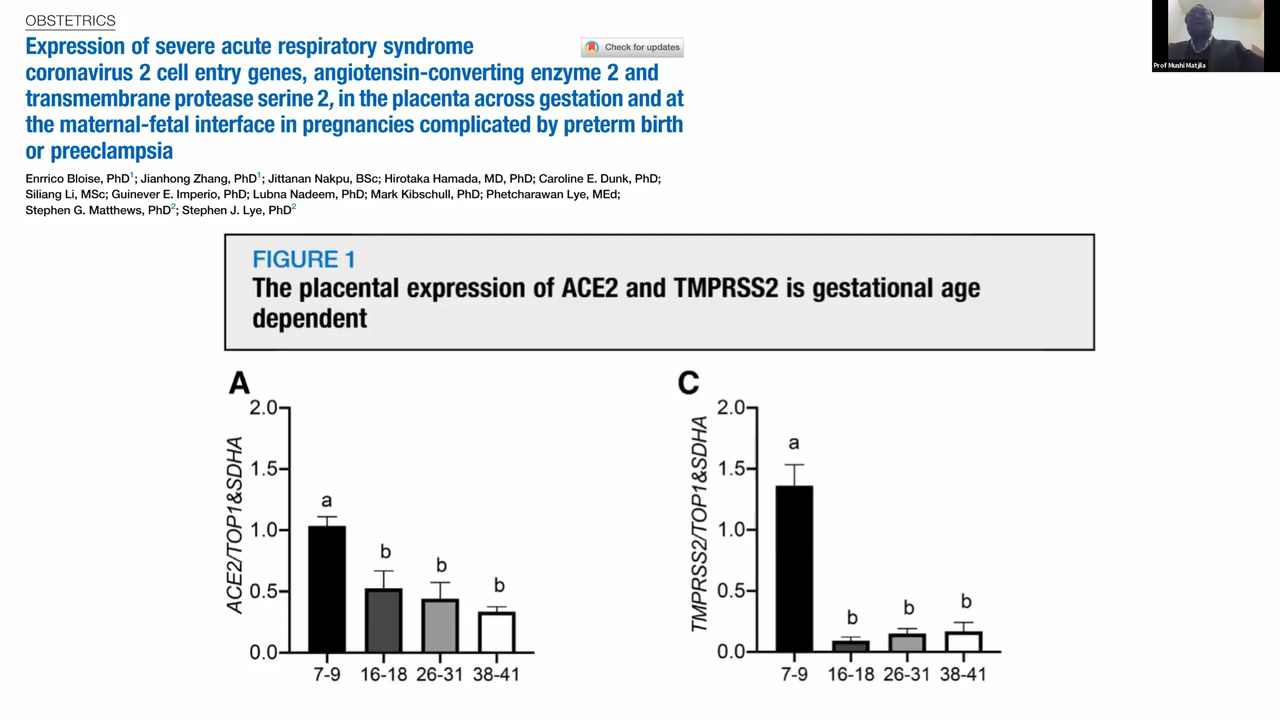 OBSTETRICS
Expression of severe acute respiratory syndrome
coronavirus 2 cell entry genes, angiotensin-converting enzyme 2 and
transmembrane protease serine 2, in the placenta across gestation and at
the maternal-fetal interface in pregnancies complicated by preterm birth
or preeclampsia
Check for updates
Prof Mushi Matjila
Enrrico Bloise, PhD1; Jianhong Zhang, PhD1; Jittanan Nakpu, BSc; Hirotaka Hamada, MD, PhD; Caroline E. Dunk, PhD;
Siliang Li, MSc; Guinever E. Imperio, PhD; Lubna Nadeem, PhD; Mark Kibschull, PhD; Phetcharawan Lye, MEd;
Stephen G. Matthews, PhD2; Stephen J. Lye, PhD2
FIGURE 1
The placental expression of ACE2 and TMPRSS2 is gestational age
dependent
A
ACE2/TOP1&SDHA
2.0
1.5
1.0
0.5
0.0
a
b
b
b
7-9 16-18 26-31 38-41
C
TMPRSS2/TOP1&SDHA
2.0
1.5
1.0
0.5
0.0
a
b
b
b
7-9 16-18 26-31 38-41